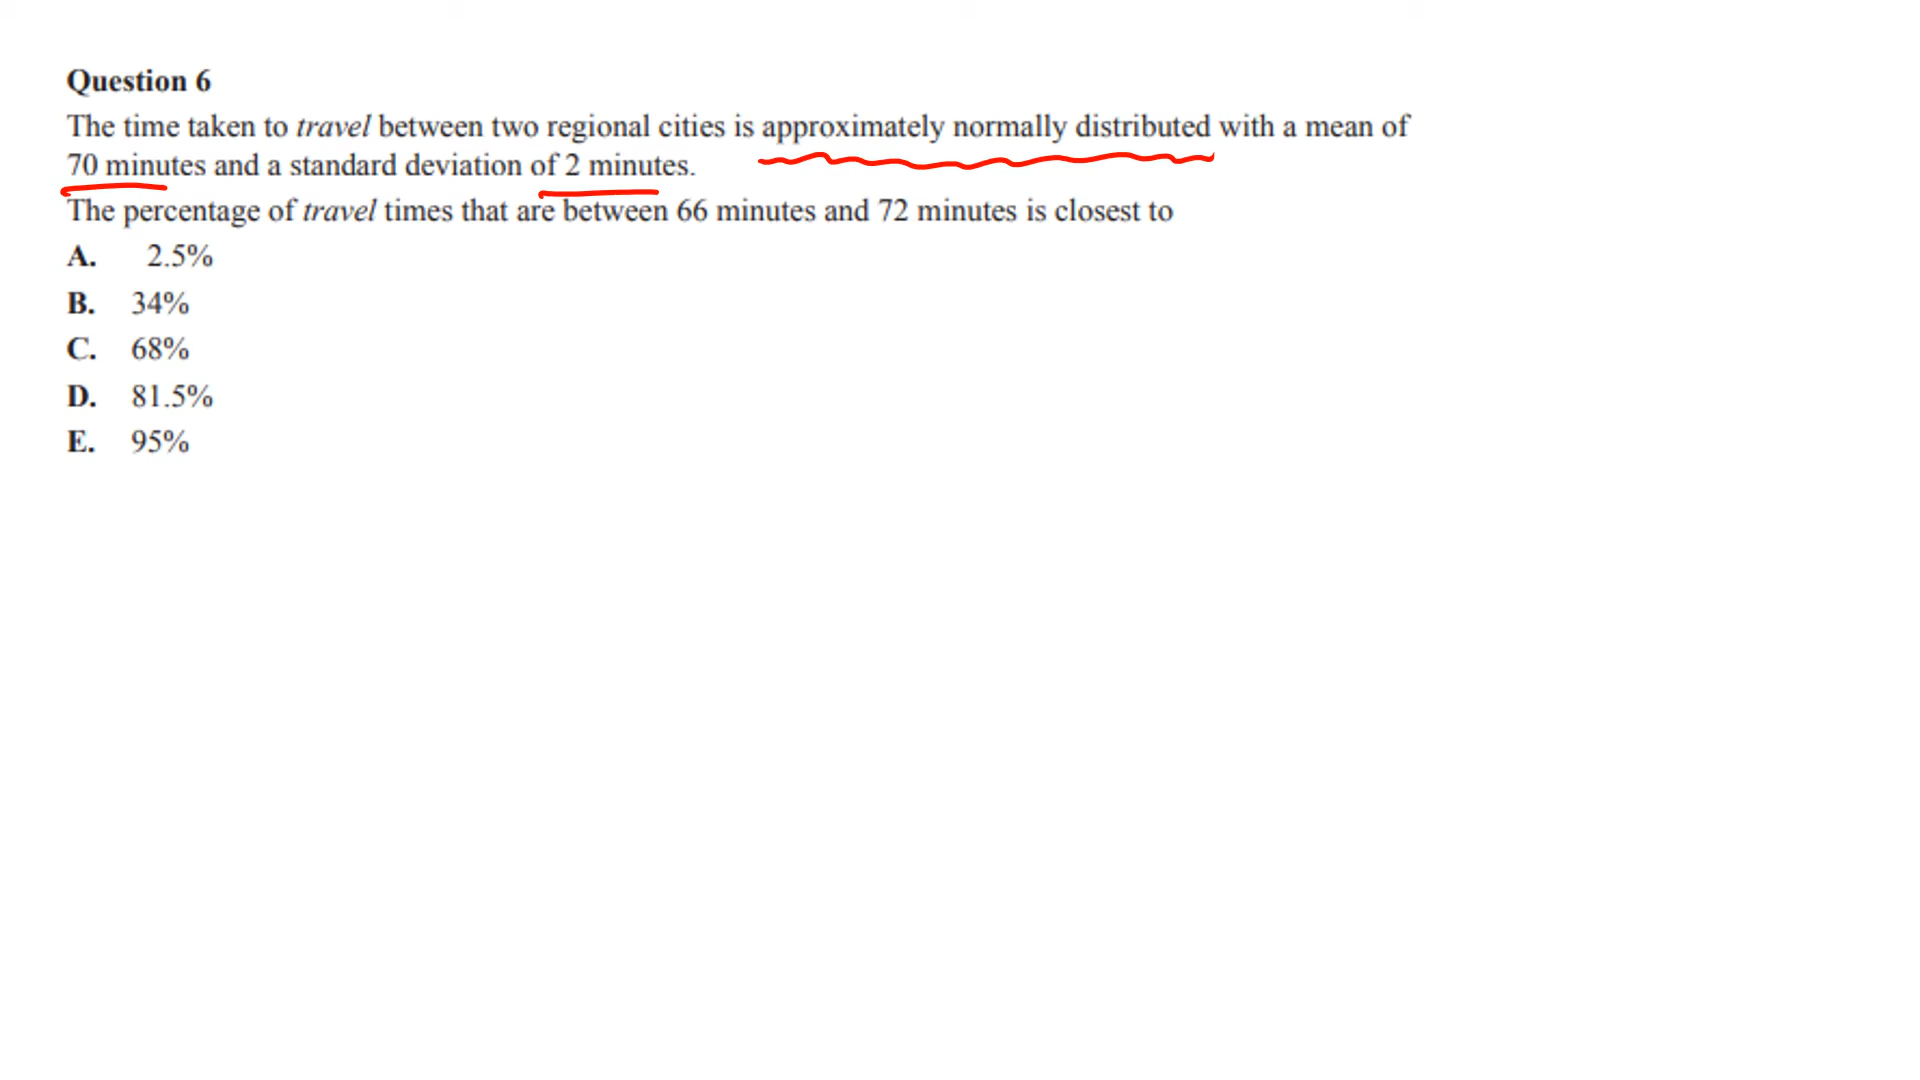 Question 6
The time taken to travel between two regional cities is approximately normally distributed with a mean of
70 minutes and a standard deviation of 2 minutes.
The percentage of travel times that are between 66 minutes and 72 minutes is closest to
A. 2.5%
B. 34%
C. 68%
D. 81.5%
E. 95%